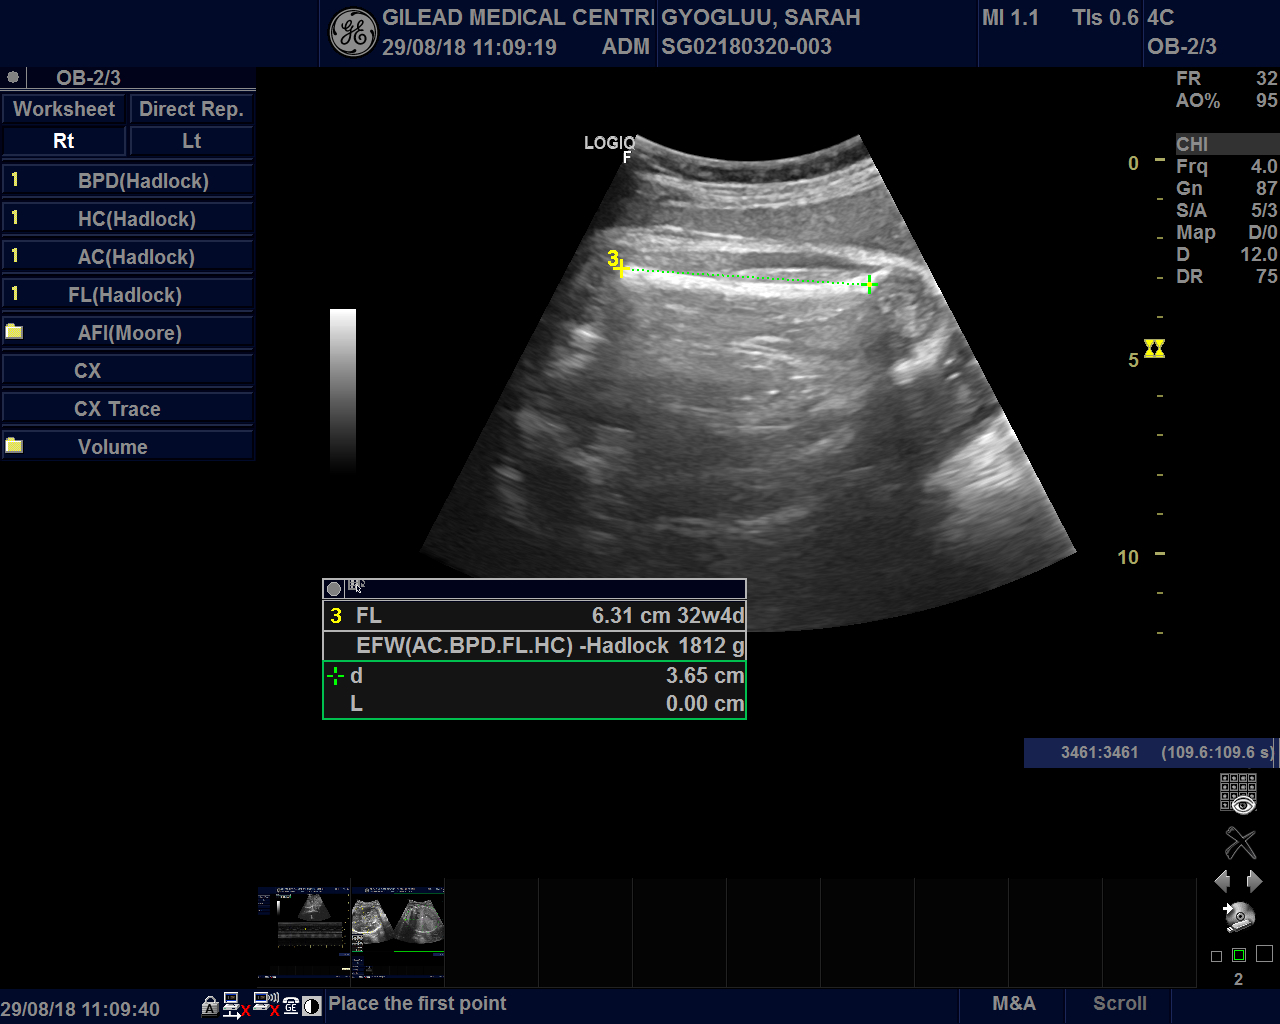 GILEAD MEDICAL CENTR
GYOGLUU, SARAH
MI 1.1
TIs 0.6
4C
29/08/18 11:09:19
ADM
SG02180320-003
OB-2/3
OB-2/3
Worksheet
Direct Rep.
Rt
Lt
1 BPD(Hadlock)
1 HC(Hadlock)
1 AC(Hadlock)
1 FL(Hadlock)
AFI(Moore)
CX
CX Trace
Volume
LOGIQ
F
3
0
5
10
FR 32
AO% 95
CHI
Frq 4.0
Gn 87
S/A 5/3
Map D/0
D 12.0
DR 75
3 FL 6.31 cm 32w4d
EFW(AC.BPD.FL.HC) -Hadlock 1812 g
d 3.65 cm
L 0.00 cm
3461:3461 (109.6:109.6 s)
2
29/08/18 11:09:40
Place the first point
M&A
Scroll